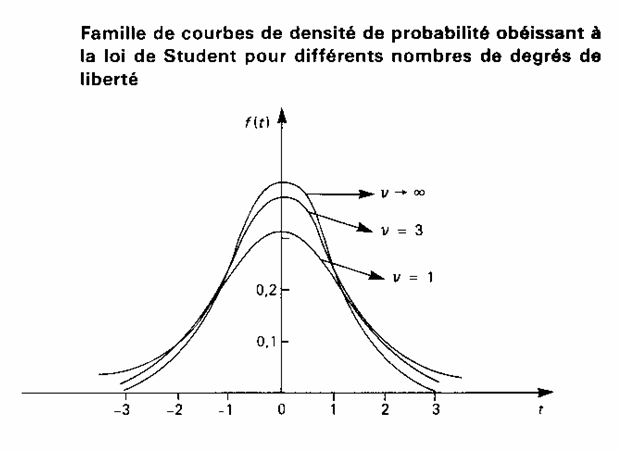 Famille de courbes de densité de probabilité obéissant à
la loi de Student pour différents nombres de degrés de
liberté
f(t)
ν → ∞
ν = 3
ν = 1
0,2
0,1
-3 -2 -1 0 1 2 3 t